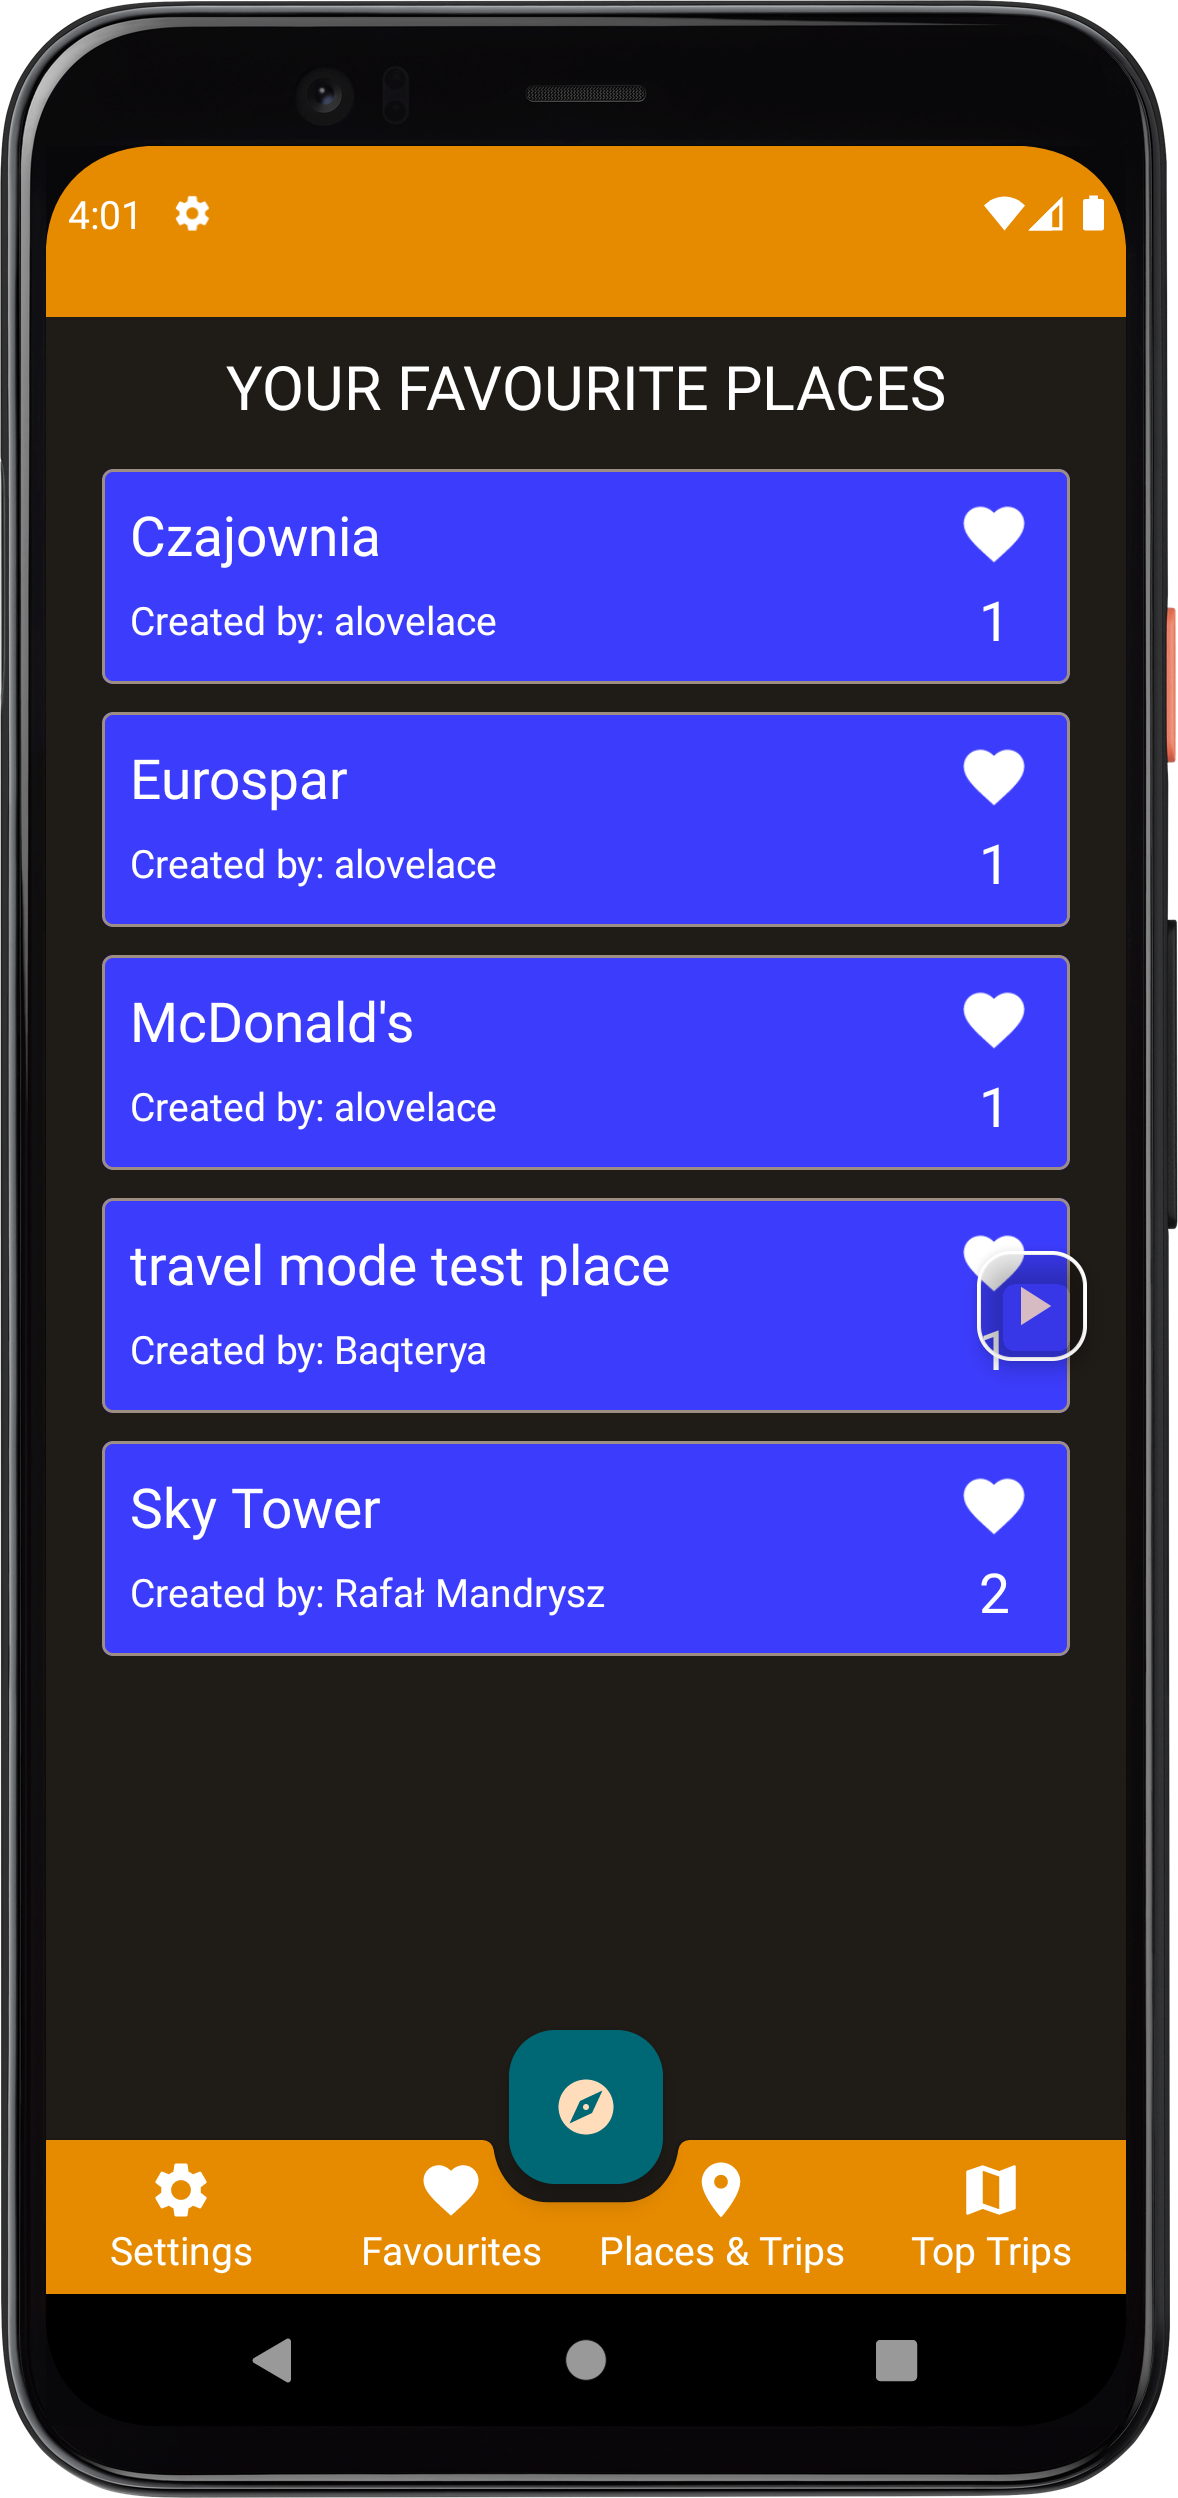 4:01
YOUR FAVOURITE PLACES
Czajownia
Created by: alovelace
1
Eurospar
Created by: alovelace
1
McDonald's
Created by: alovelace
1
travel mode test place
Created by: Baqterya
1
Sky Tower
Created by: Rafał Mandrysz
2
Settings
Favourites
Places & Trips
Top Trips